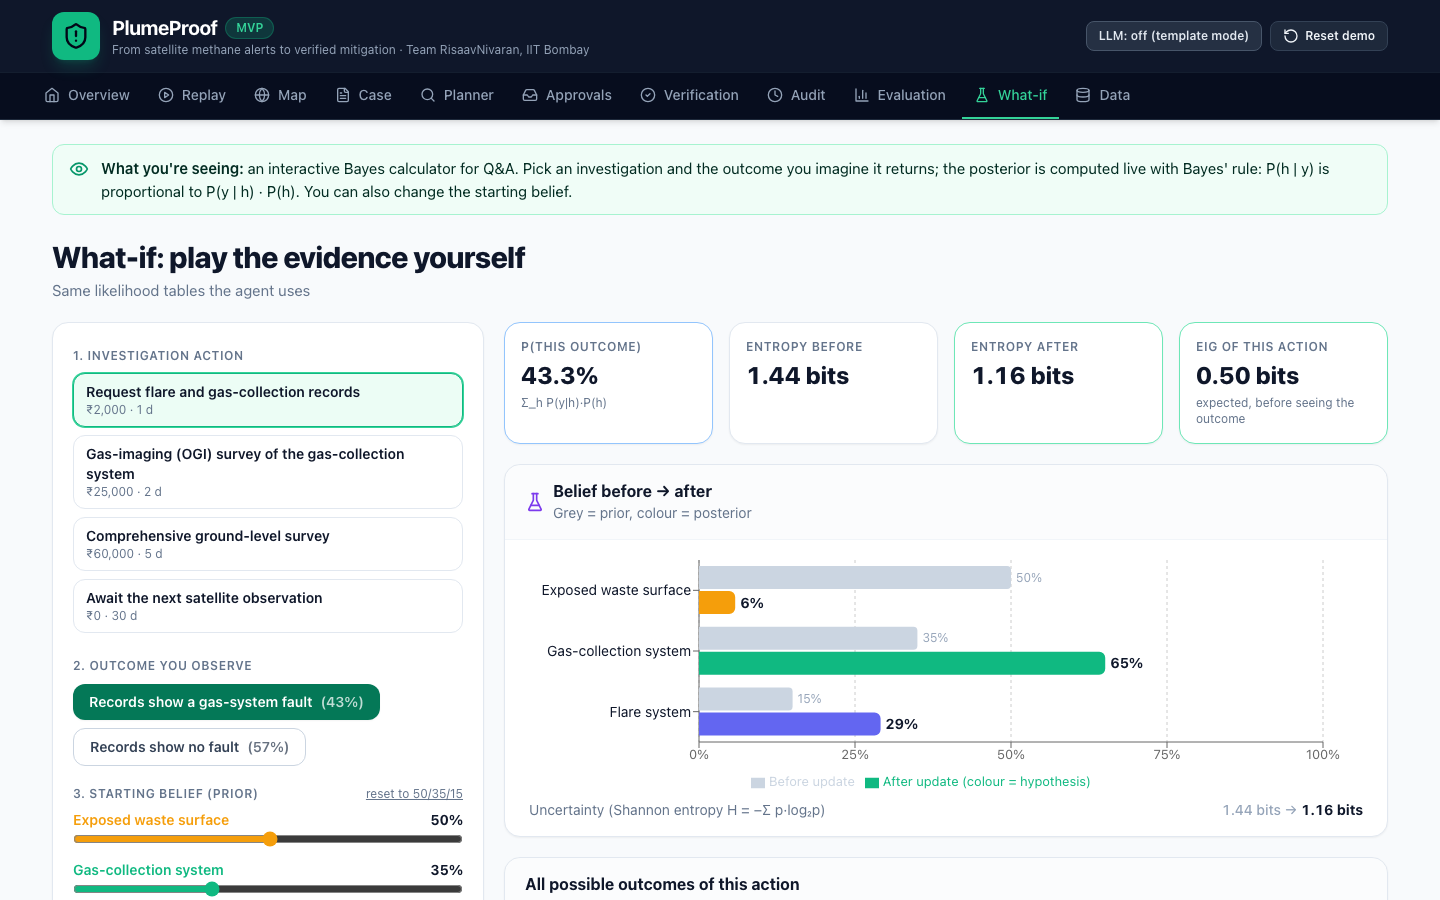 PlumeProof MVP
From satellite methane alerts to verified mitigation · Team RisaavNivaran, IIT Bombay
LLM: off (template mode)
Reset demo
Overview
Replay
Map
Case
Planner
Approvals
Verification
Audit
Evaluation
What-if
Data
What you're seeing: an interactive Bayes calculator for Q&A. Pick an investigation and the outcome you imagine it returns; the posterior is computed live with Bayes' rule: P(h | y) is
proportional to P(y | h) · P(h). You can also change the starting belief.
What-if: play the evidence yourself
Same likelihood tables the agent uses
1. INVESTIGATION ACTION
Request flare and gas-collection records
₹2,000 · 1 d
Gas-imaging (OGI) survey of the gas-collection
system
₹25,000 · 2 d
Comprehensive ground-level survey
₹60,000 · 5 d
Await the next satellite observation
₹0 · 30 d
2. OUTCOME YOU OBSERVE
Records show a gas-system fault (43%)
Records show no fault (57%)
3. STARTING BELIEF (PRIOR)
reset to 50/35/15
Exposed waste surface 50%
Gas-collection system 35%
P(THIS OUTCOME)
43.3%
Σ_h P(y|h)·P(h)
ENTROPY BEFORE
1.44 bits
ENTROPY AFTER
1.16 bits
EIG OF THIS ACTION
0.50 bits
expected, before seeing the
outcome
Belief before → after
Grey = prior, colour = posterior
Exposed waste surface
50%
6%
Gas-collection system
35%
65%
Flare system
15%
29%
0% 25% 50% 75% 100%
Before update After update (colour = hypothesis)
Uncertainty (Shannon entropy H = −Σ p·log₂p)
1.44 bits → 1.16 bits
All possible outcomes of this action